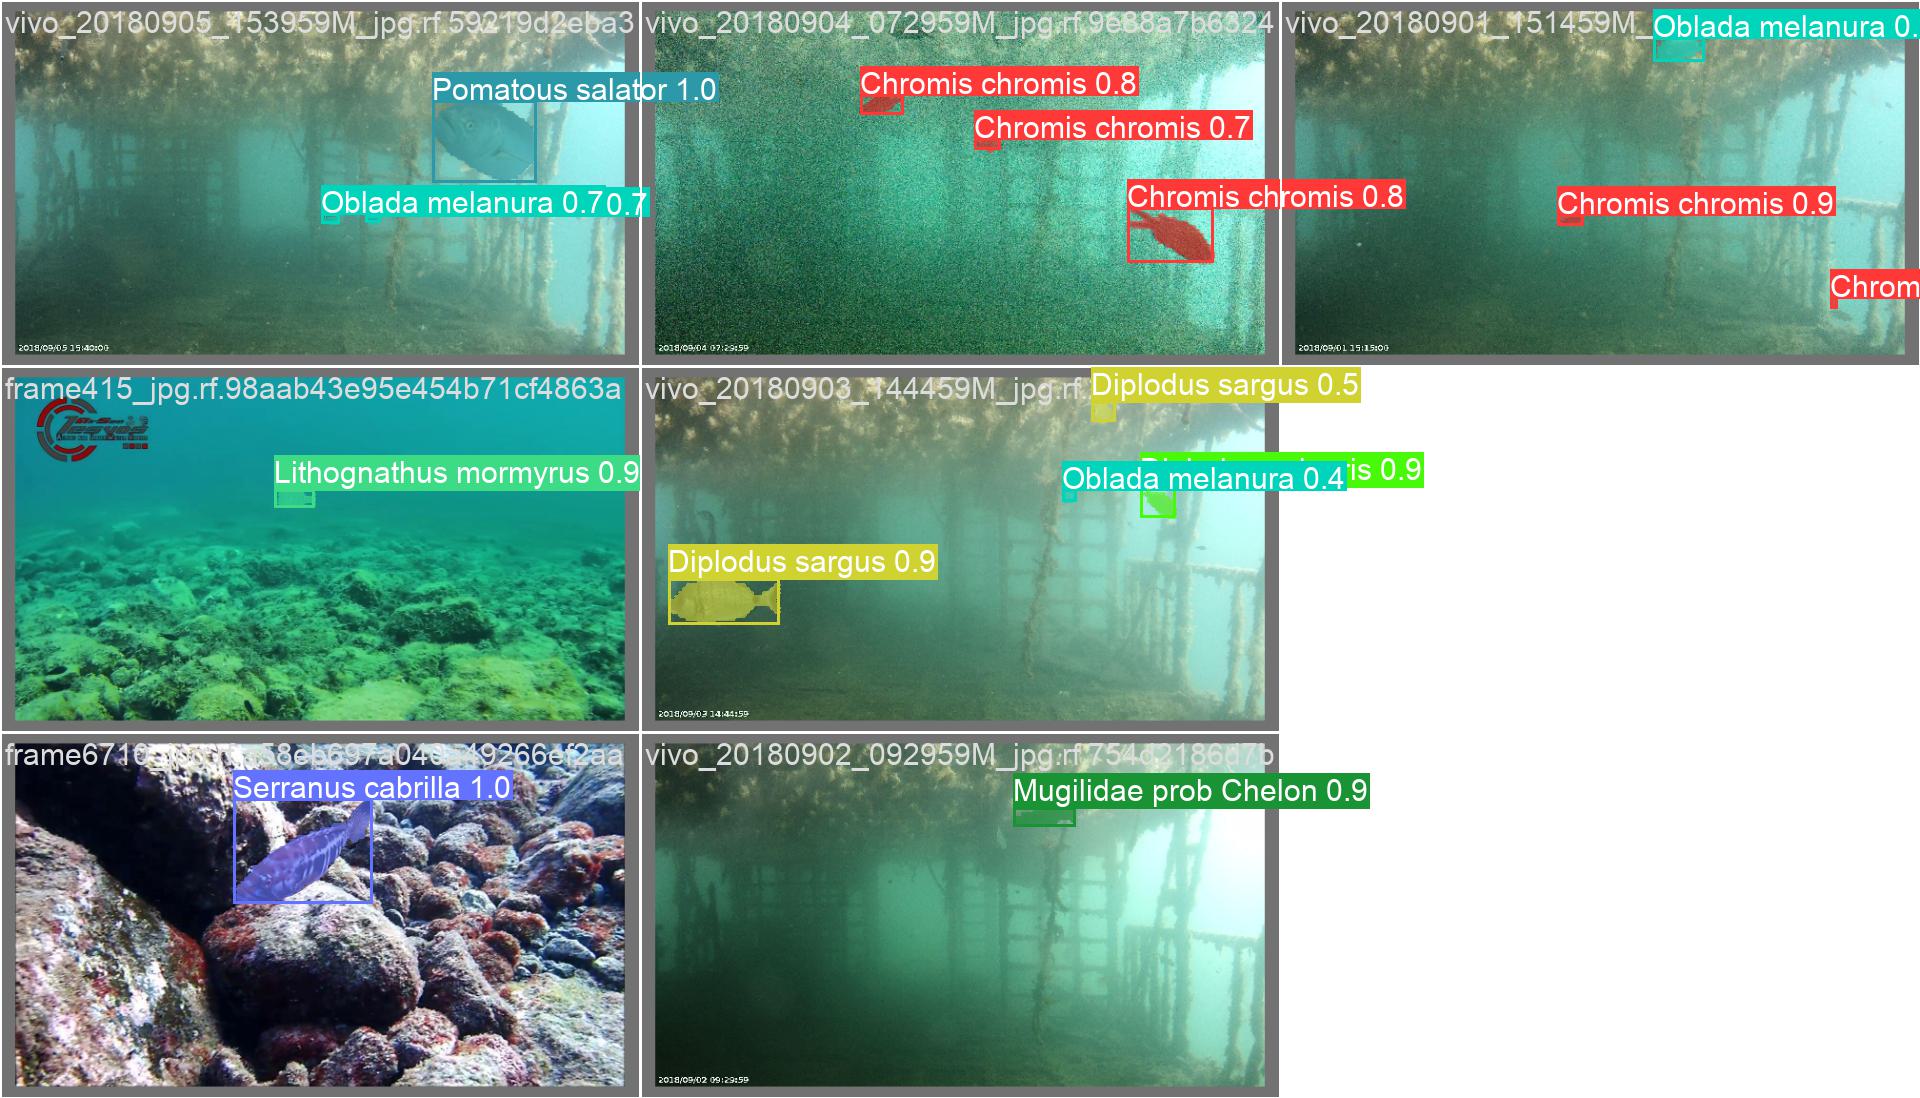 vivo_20180905_153959M_jpg.rf.59219d2eba3
Pomatous salator 1.0
Oblada melanura 0.7
0.7
2018/09/05 15:40:00
vivo_20180904_072959M_jpg.rf.9e88a7b6324
Chromis chromis 0.8
Chromis chromis 0.7
Chromis chromis 0.8
2018/09/04 07:29:59
vivo_20180901_151459M_
Oblada melanura 0.
Chromis chromis 0.9
Chrom
2018/09/01 15:15:00
frame415_jpg.rf.98aab43e95e454b71cf4863a
Lithognathus mormyrus 0.9
vivo_20180903_144459M_jpg.rf.
Diplodus sargus 0.5
Oblada melanura 0.4
ris 0.9
Diplodus sargus 0.9
2018/09/03 14:44:59
Serranus cabrilla 1.0
vivo_20180902_092959M_jpg.rf.754d2186d7b
Mugilidae prob Chelon 0.9
2018/09/02 09:29:59